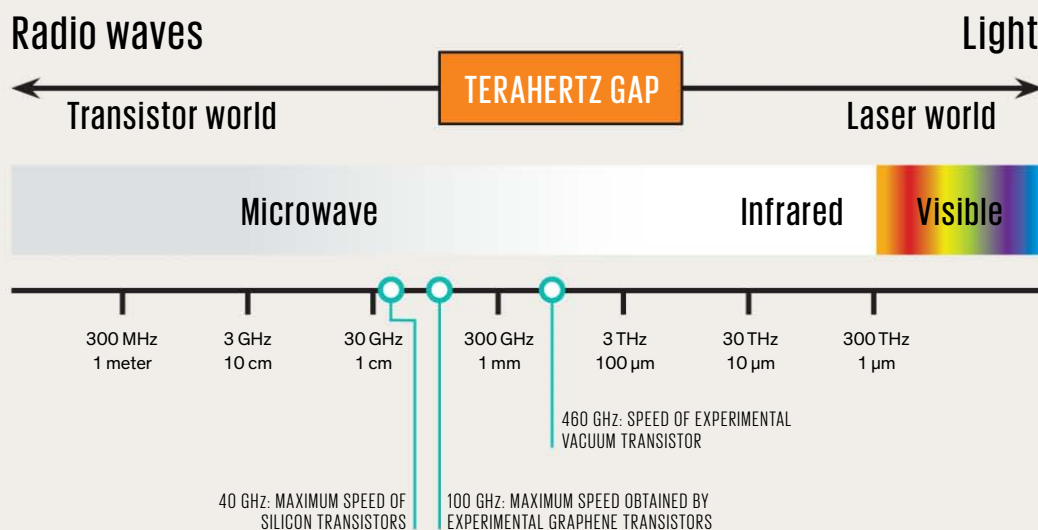 Radio waves
Light
TERAHERTZ GAP
Transistor world
Laser world
Microwave
Infrared
Visible
300 MHz
1 meter
3 GHz
10 cm
30 GHz
1 cm
300 GHz
1 mm
3 THz
100 µm
30 THz
10 µm
300 THz
1 µm
460 GHz: SPEED OF EXPERIMENTAL
VACUUM TRANSISTOR
40 GHz: MAXIMUM SPEED OF
SILICON TRANSISTORS
100 GHz: MAXIMUM SPEED OBTAINED BY
EXPERIMENTAL GRAPHENE TRANSISTORS